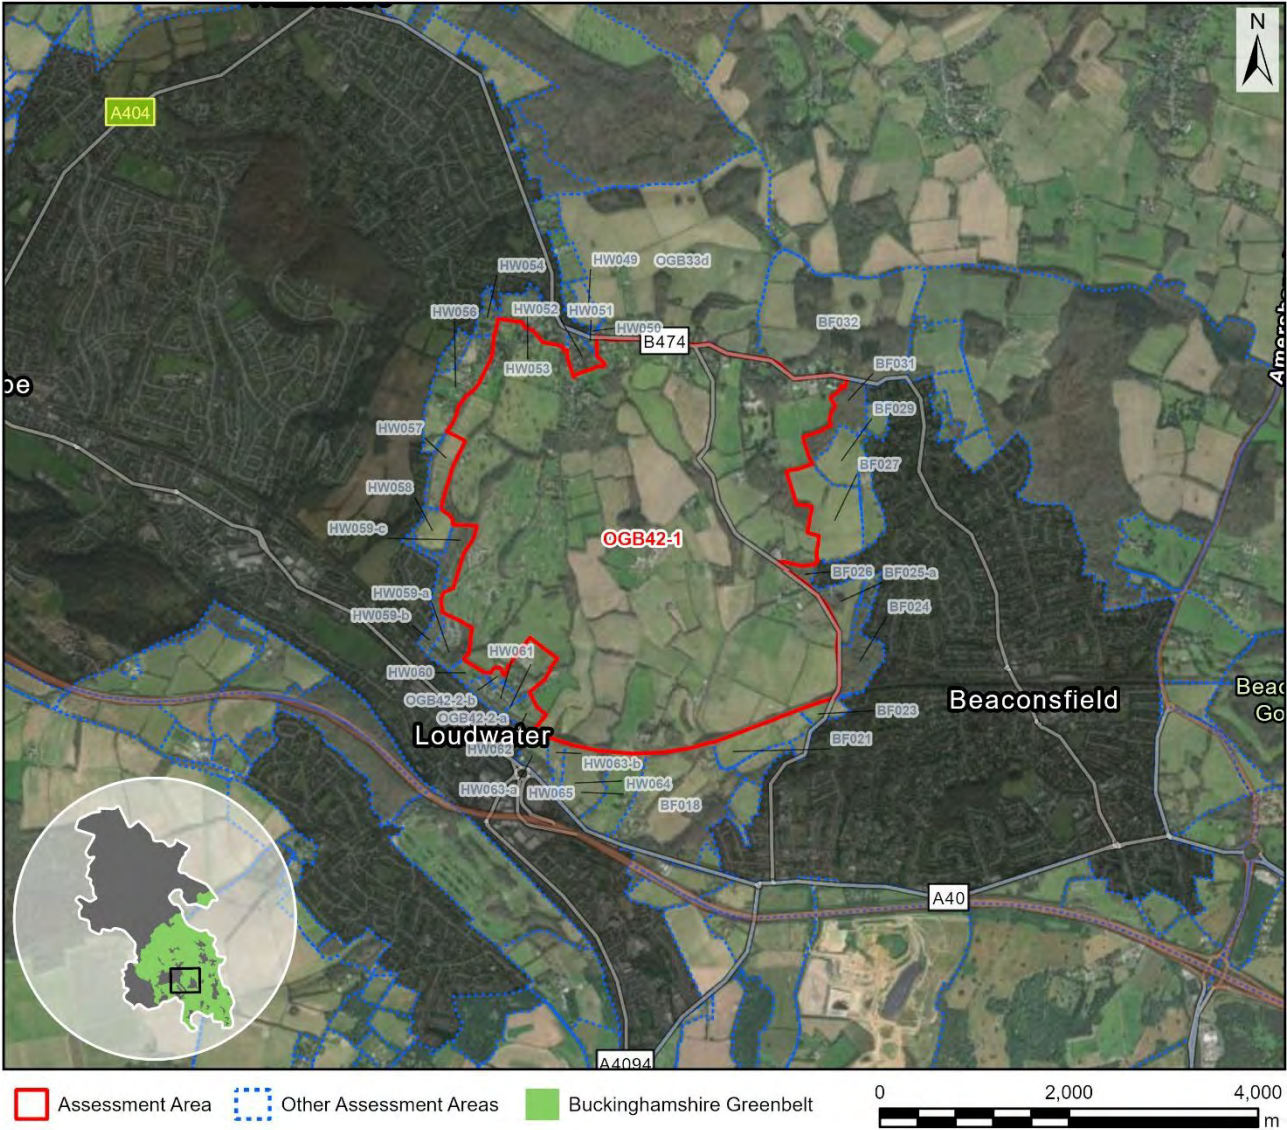 N
A404
HW054
HW049
OGB33d
HW056
HW052
HW051
HW050
B474
BF032
HW053
BF031
BF029
HW057
BF027
HW058
HW059-c
OGB42-1
BF026
BF025-a
HW059-a
BF024
HW059-b
HW061
HW060
OGB42-2-b
OGB42-2-a
Beaconsfield
BF023
Loudwater
BF021
HW062
HW063-b
HW064
HW063-a
HW065
BF018
A40
A4094
Assessment Area
Other Assessment Areas
Buckinghamshire Greenbelt
0 2,000 4,000
m